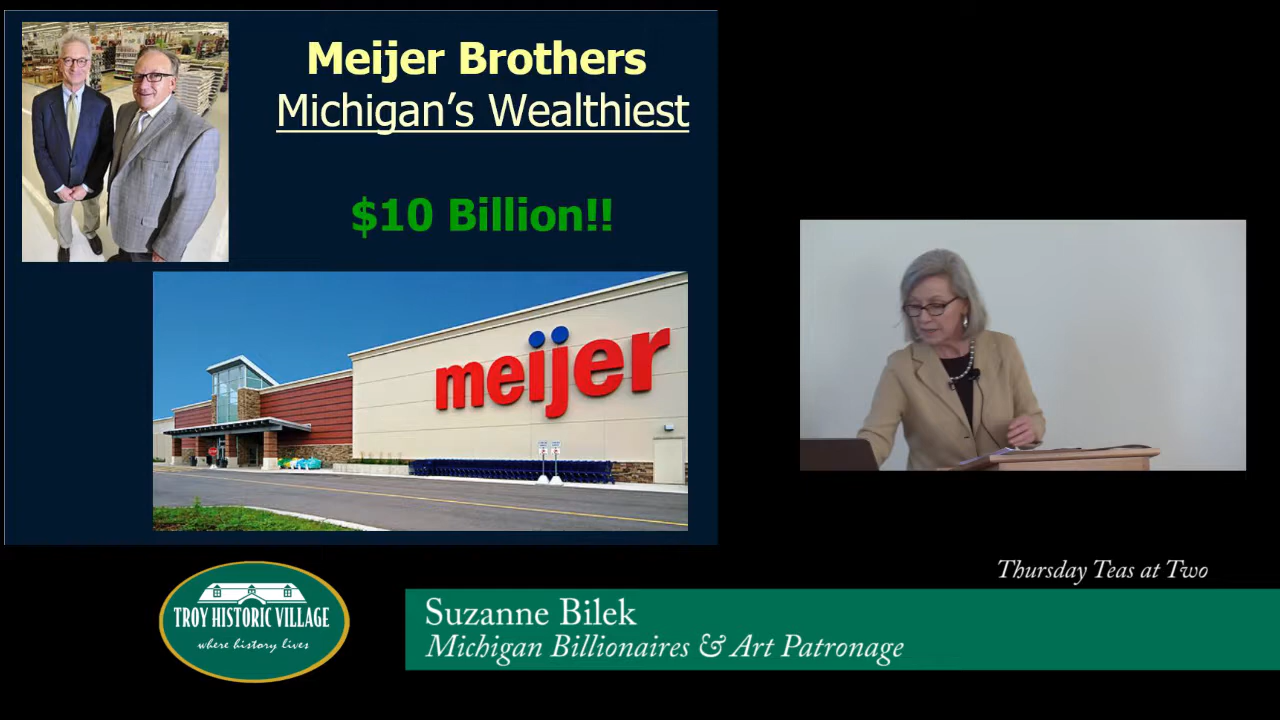 Meijer Brothers
Michigan's Wealthiest
$10 Billion!!
meijer
Thursday Teas at Two
TROY HISTORIC VILLAGE
where history lives
Suzanne Bilek
Michigan Billionaires & Art Patronage